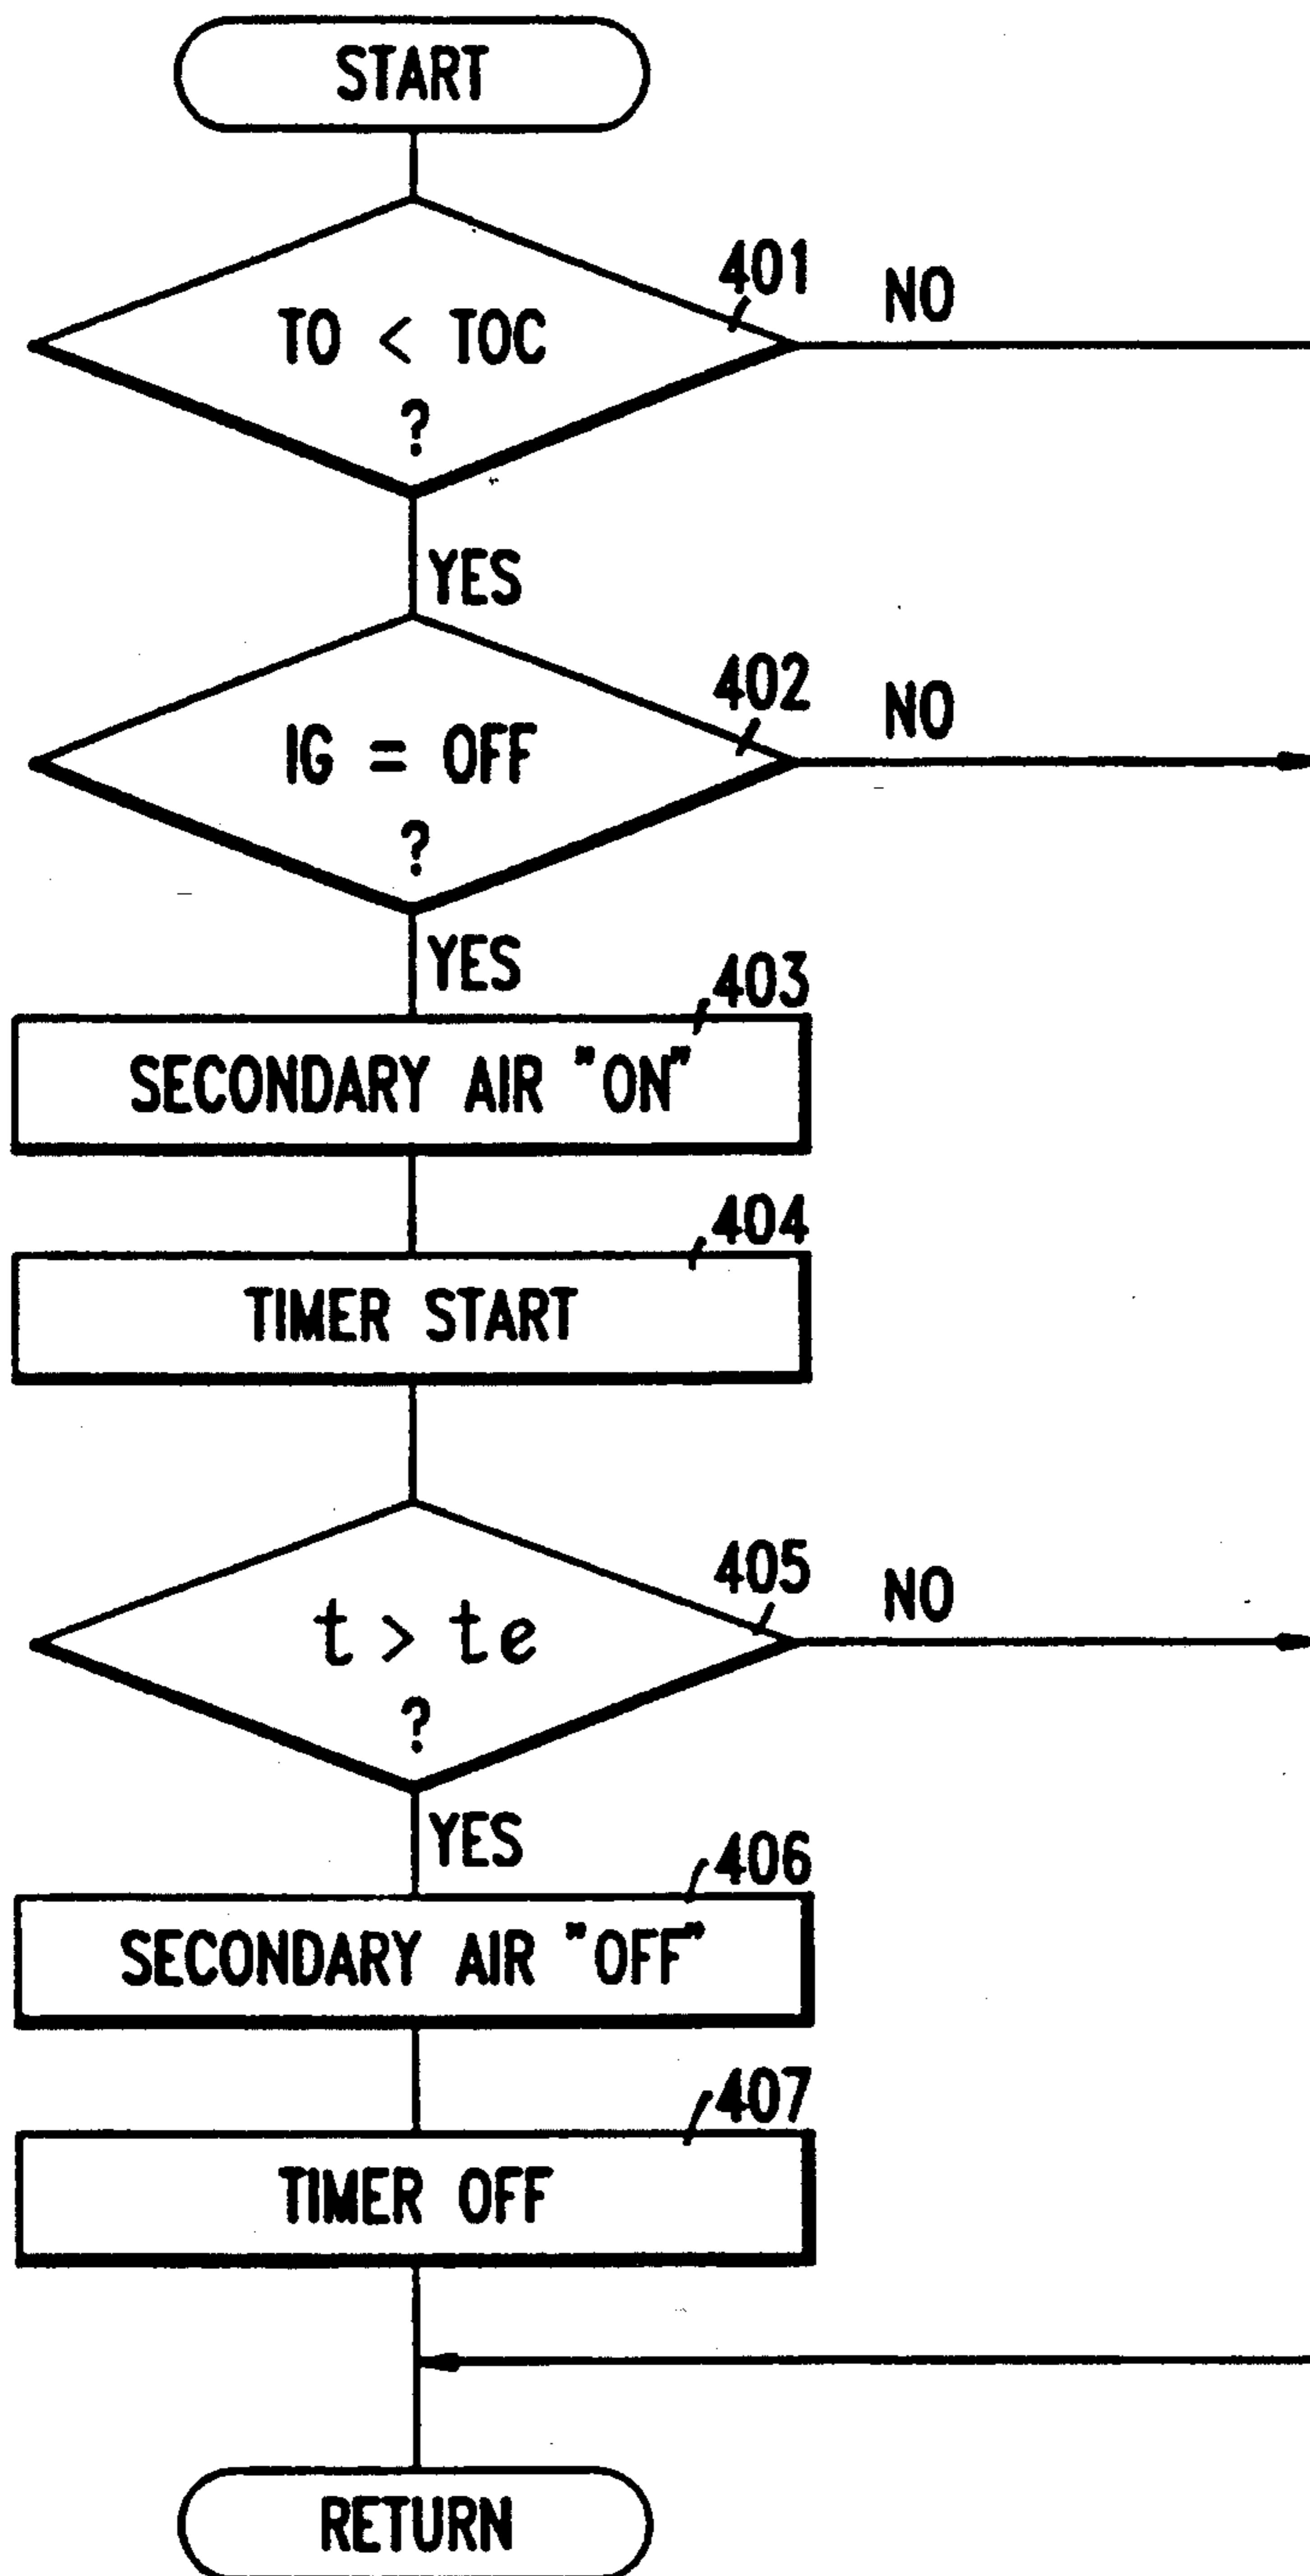 START
401
NO
TO < TOC
?
YES
402
NO
IG = OFF
?
YES
403
SECONDARY AIR "ON"
404
TIMER START
405
NO
t > te
?
YES
406
SECONDARY AIR "OFF"
407
TIMER OFF
RETURN